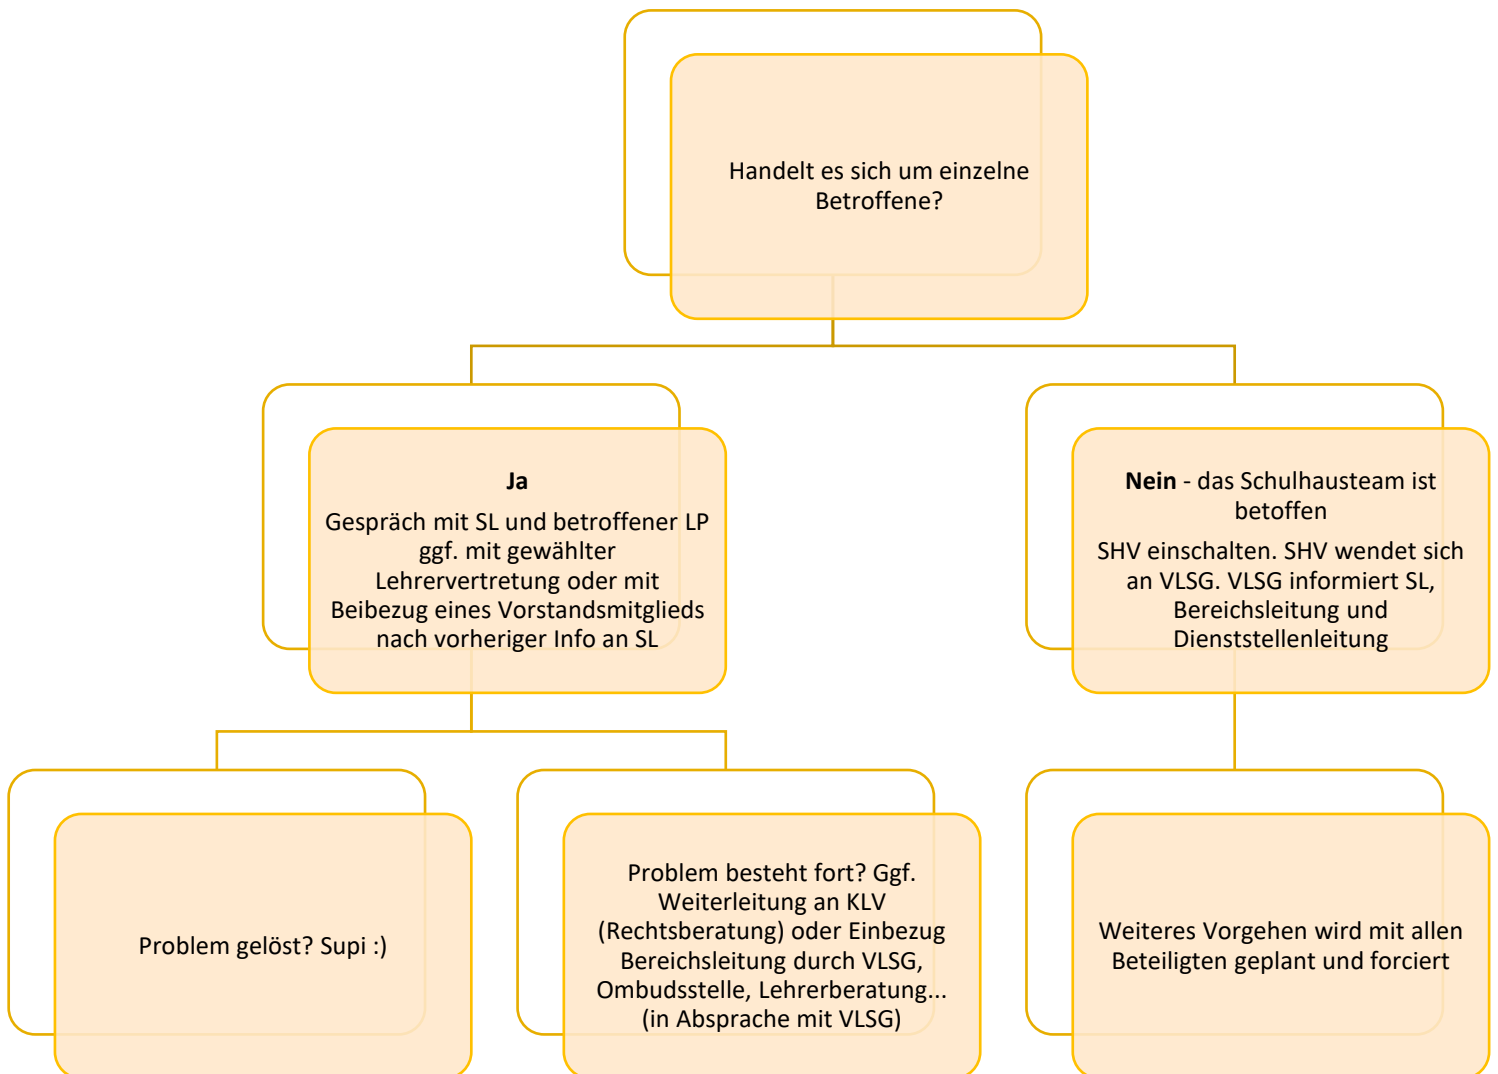 Handelt es sich um einzelne
Betroffene?
Ja
Gespräch mit SL und betroffener LP
ggf. mit gewählter
Lehrervertretung oder mit
Beibezug eines Vorstandsmitglieds
nach vorheriger Info an SL
Nein - das Schulhausteam ist
betoffen
SHV einschalten. SHV wendet sich
an VLSG. VLSG informiert SL,
Bereichsleitung und
Dienststellenleitung
Problem gelöst? Supi :)
Problem besteht fort? Ggf.
Weiterleitung an KLV
(Rechtsberatung) oder Einbezug
Bereichsleitung durch VLSG,
Ombudsstelle, Lehrerberatung...
(in Absprache mit VLSG)
Weiteres Vorgehen wird mit allen
Beteiligten geplant und forciert